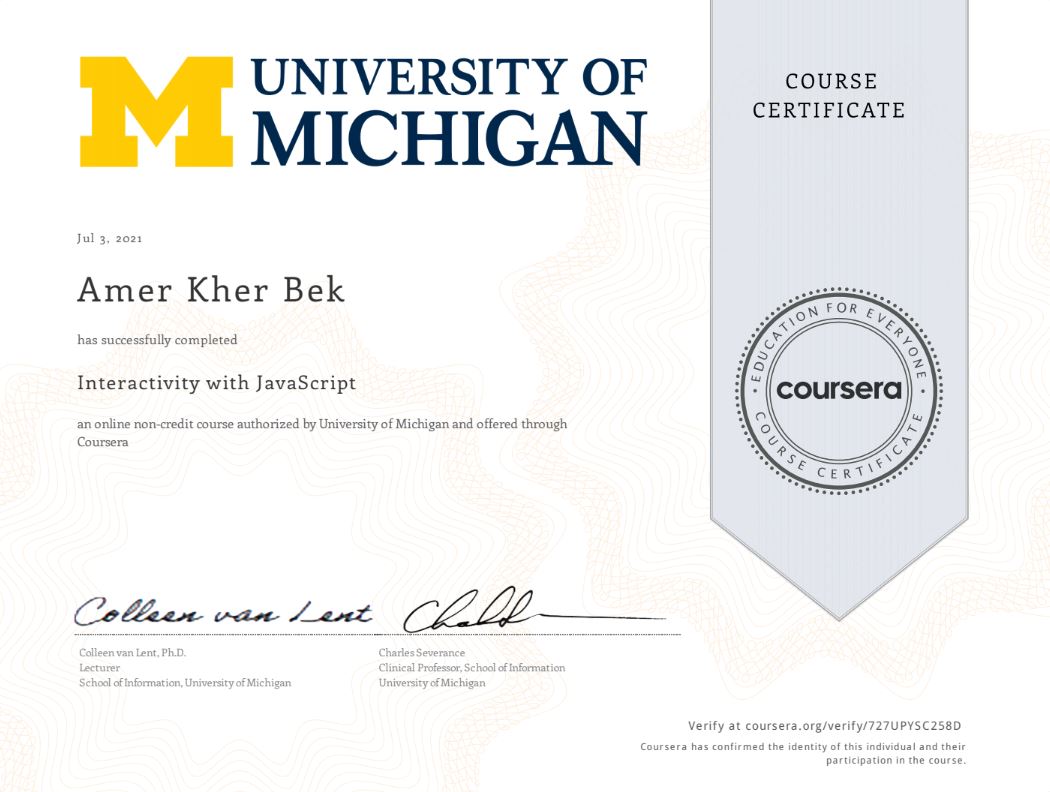 UNIVERSITY OF
MICHIGAN
COURSE
CERTIFICATE
Jul 3, 2021
Amer Kher Bek
has successfully completed
Interactivity with JavaScript
an online non-credit course authorized by University of Michigan and offered through
Coursera
EDUCATION FOR EVERYONE
coursera
COURSE CERTIFICATE
Colleen van Lent
Colleen van Lent, Ph.D.
Lecturer
School of Information, University of Michigan
Charles Severance
Clinical Professor, School of Information
University of Michigan
Verify at coursera.org/verify/727UPYSC258D
Coursera has confirmed the identity of this individual and their
participation in the course.